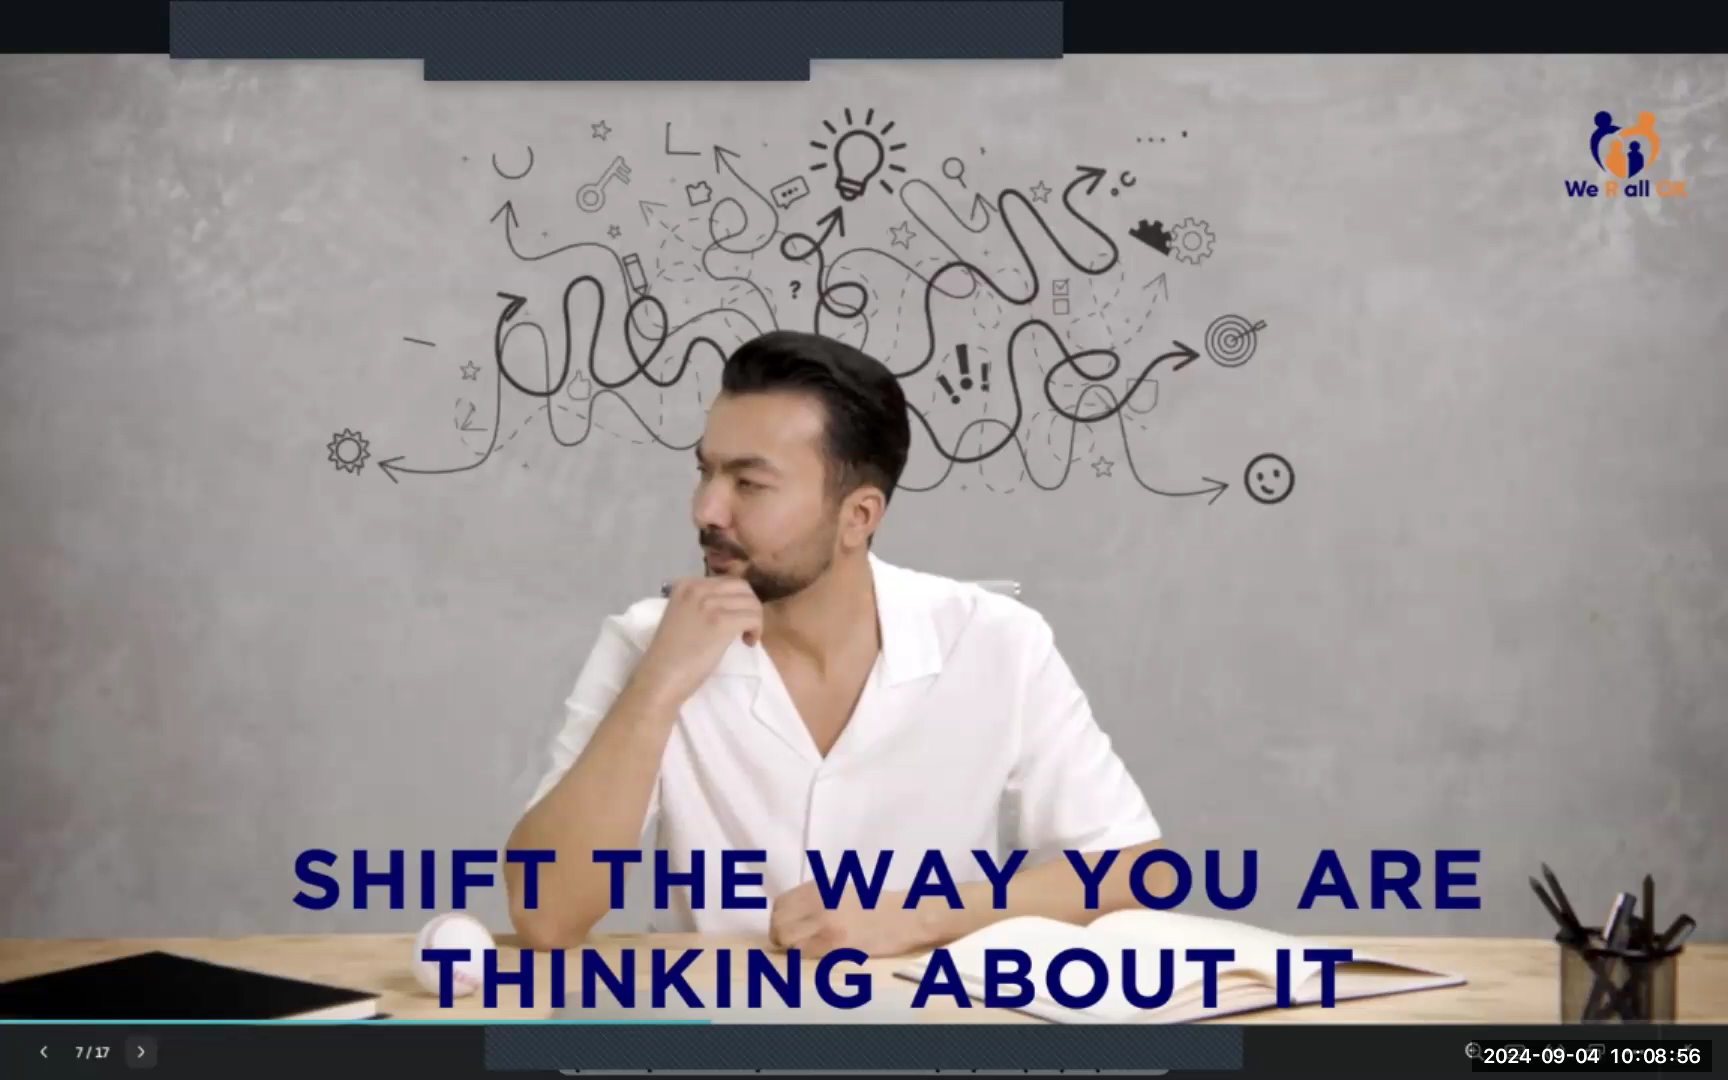 We R all OK
SHIFT THE WAY YOU ARE
THINKING ABOUT IT
7 / 17
2024-09-04 10:08:56